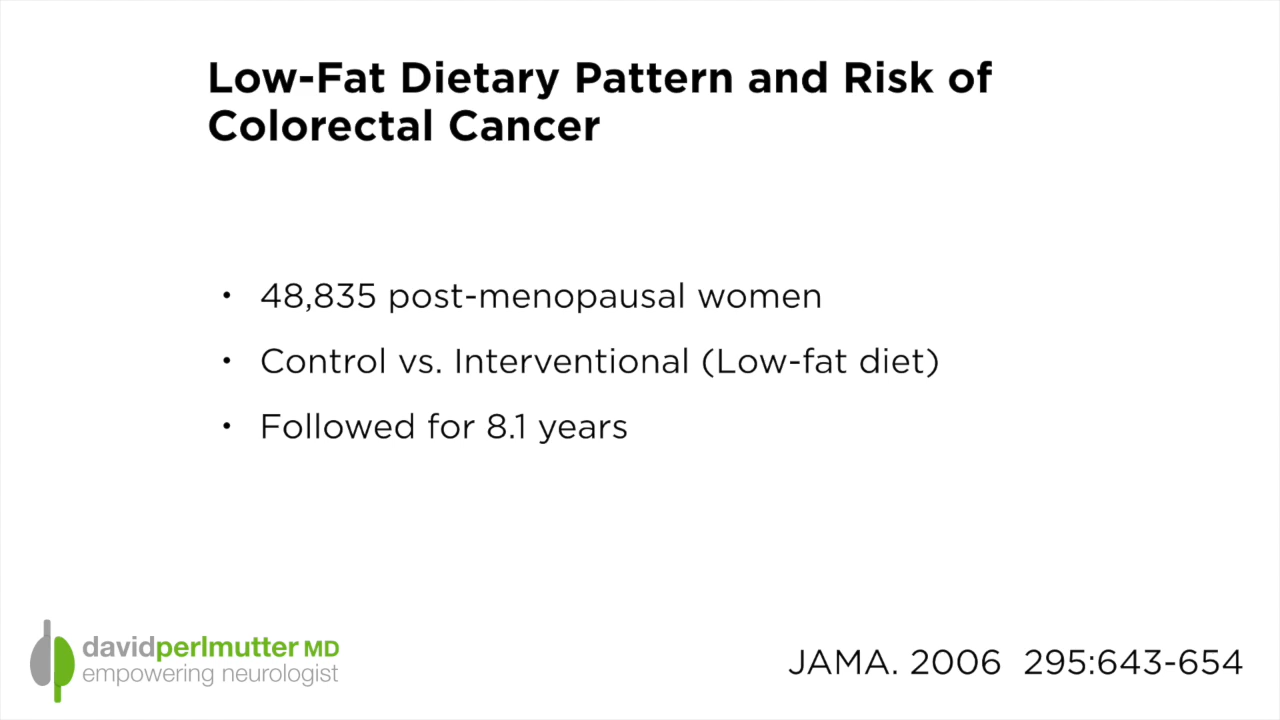 Low-Fat Dietary Pattern and Risk of
Colorectal Cancer
• 48,835 post-menopausal women
• Control vs. Interventional (Low-fat diet)
• Followed for 8.1 years
davidperlmutter MD
empowering neurologist
JAMA. 2006 295:643-654